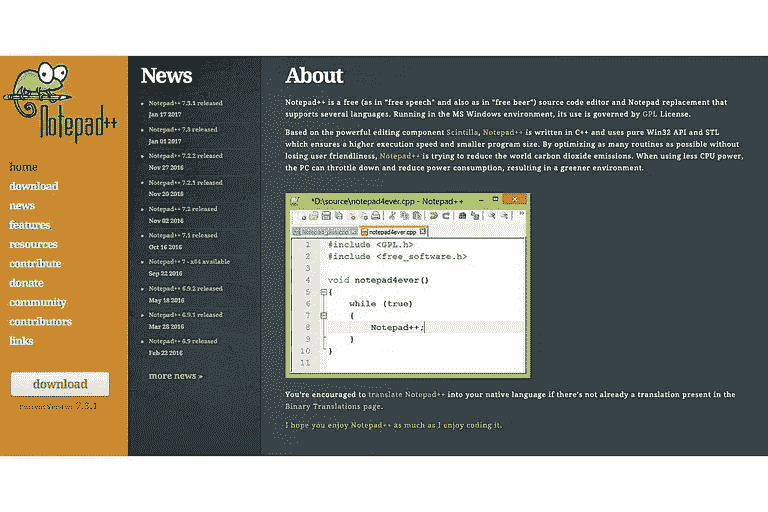 Notepad++
home
download
news
features
resources
contribute
donate
community
contributors
links
download
Current Version: 7.3.1
News
Notepad++ 7.3.1 released
Jan 17 2017
Notepad++ 7.3 released
Jan 01 2017
Notepad++ 7.2.2 released
Nov 27 2016
Notepad++ 7.2.1 released
Nov 20 2016
Notepad++ 7.2 released
Nov 02 2016
Notepad++ 7.1 released
Oct 16 2016
Notepad++ 7 - x64 available
Sep 22 2016
Notepad++ 6.9.2 released
May 18 2016
Notepad++ 6.9.1 released
Mar 28 2016
Notepad++ 6.9 released
Feb 22 2016
more news »
About
Notepad++ is a free (as in "free speech" and also as in "free beer") source code editor and Notepad replacement that
supports several languages. Running in the MS Windows environment, its use is governed by GPL License.
Based on the powerful editing component Scintilla, Notepad++ is written in C++ and uses pure Win32 API and STL
which ensures a higher execution speed and smaller program size. By optimizing as many routines as possible without
losing user friendliness, Notepad++ is trying to reduce the world carbon dioxide emissions. When using less CPU power,
the PC can throttle down and reduce power consumption, resulting in a greener environment.
*D:\source\notepad4ever.cpp - Notepad++
notepad4ever.cpp
1 #include <GPL.h>
2 #include <free_software.h>
3
4 void notepad4ever()
5 {
6 while (true)
7 {
8 Notepad++;
9 }
10 }
11
You're encouraged to translate Notepad++ into your native language if there's not already a translation present in the
Binary Translations page.
I hope you enjoy Notepad++ as much as I enjoy coding it.